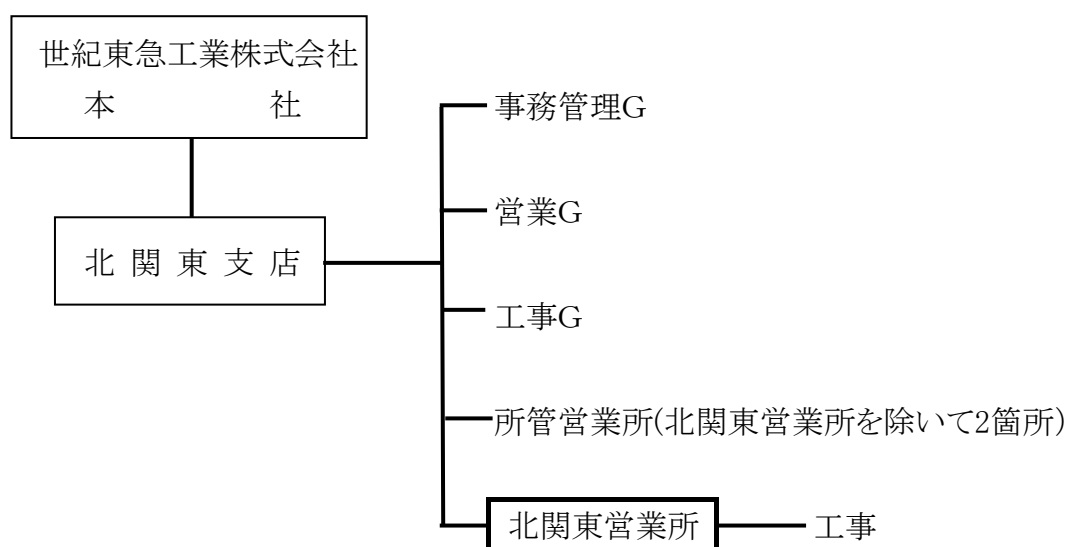 世紀東急工業株式会社
本　　　社
事務管理G
営業G
北 関 東 支 店
工事G
所管営業所(北関東営業所を除いて2箇所)
北関東営業所
工事